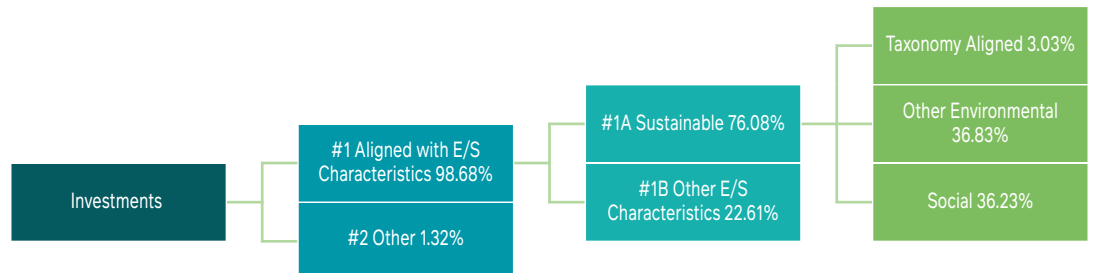 Investments
#1 Aligned with E/S
Characteristics 98.68%
#2 Other 1.32%
#1A Sustainable 76.08%
#1B Other E/S
Characteristics 22.61%
Taxonomy Aligned 3.03%
Other Environmental
36.83%
Social 36.23%